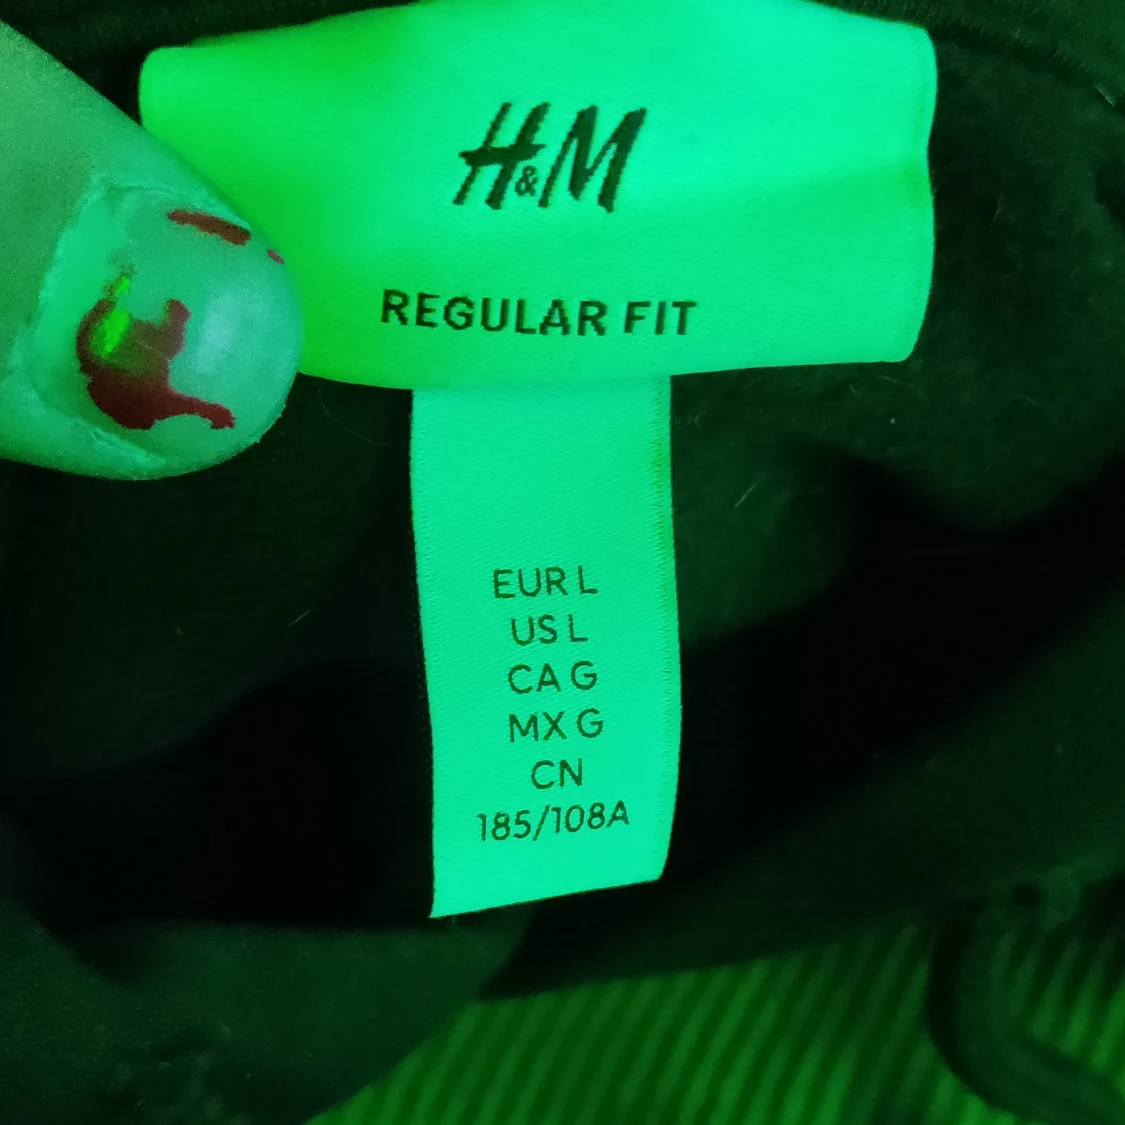 H&M
REGULAR FIT
EUR L
US L
CA G
MX G
CN
185/108A